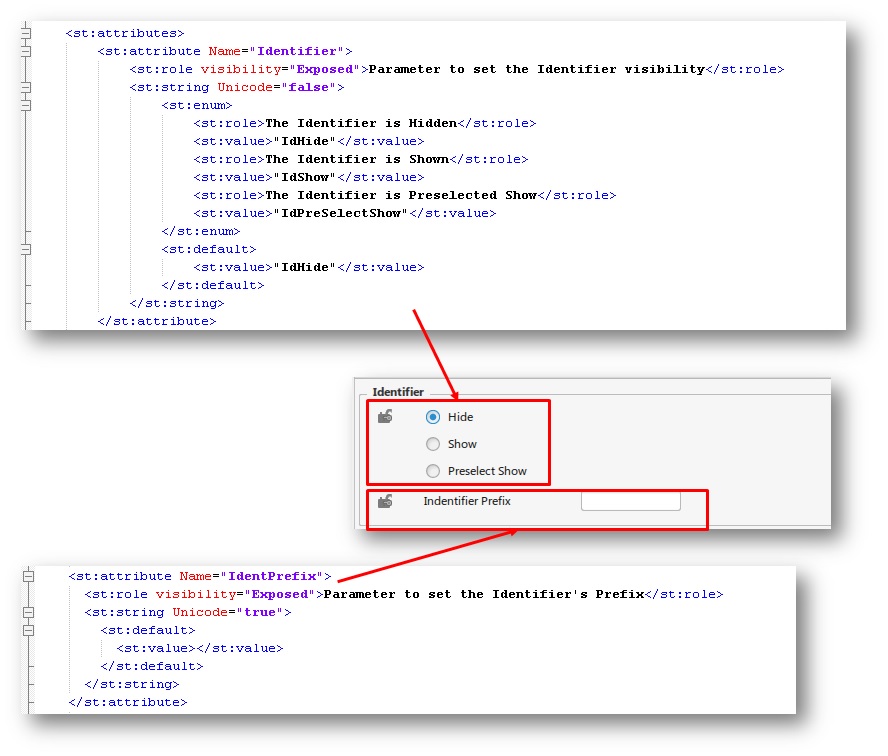 <st:attributes>
<st:attribute Name="Identifier">
<st:role visibility="Exposed">Parameter to set the Identifier visibility</st:role>
<st:string Unicode="false">
<st:enum>
<st:role>The Identifier is Hidden</st:role>
<st:value>"IdHide"</st:value>
<st:role>The Identifier is Shown</st:role>
<st:value>"IdShow"</st:value>
<st:role>The Identifier is Preselected Show</st:role>
<st:value>"IdPreSelectShow"</st:value>
</st:enum>
<st:default>
<st:value>"IdHide"</st:value>
</st:default>
</st:string>
</st:attribute>
Identifier
Hide
Show
Preselect Show
Indentifier Prefix
<st:attribute Name="IdentPrefix">
<st:role visibility="Exposed">Parameter to set the Identifier's Prefix</st:role>
<st:string Unicode="true">
<st:default>
<st:value></st:value>
</st:default>
</st:string>
</st:attribute>